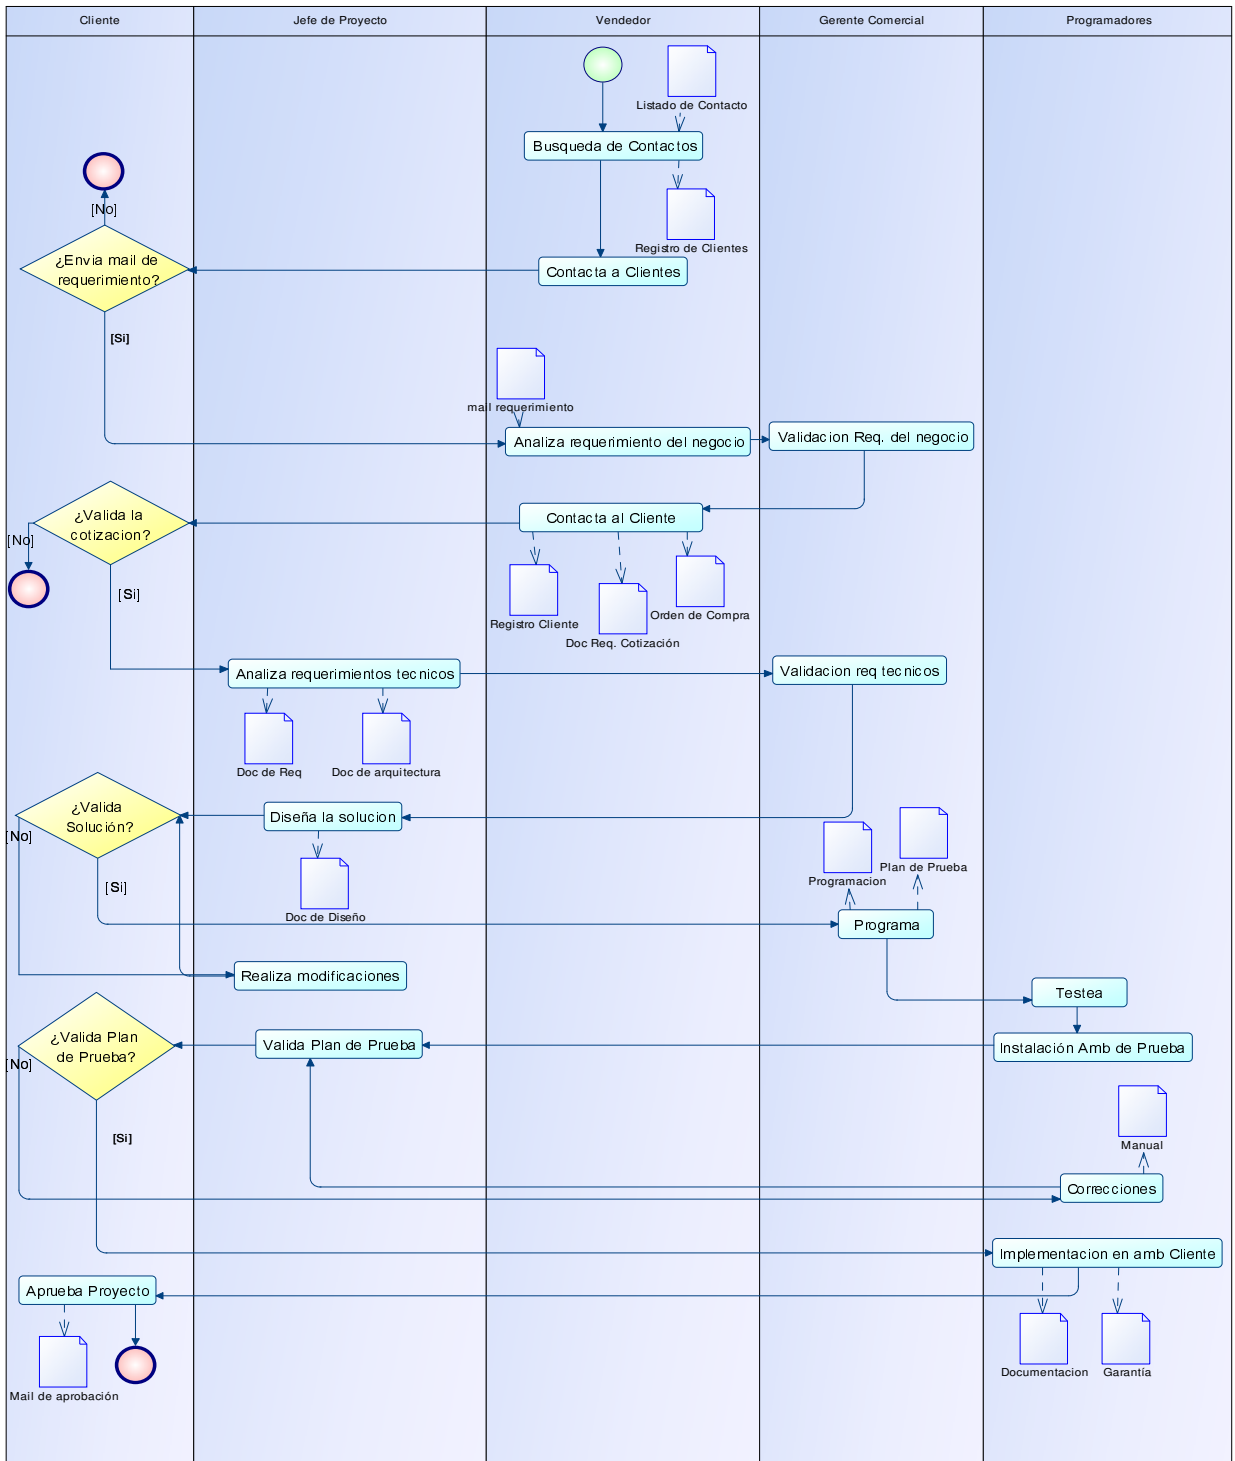 Cliente
Jefe de Proyecto
Vendedor
Gerente Comercial
Programadores
Listado de Contacto
Busqueda de Contactos
[No]
Registro de Clientes
¿Envia mail de
requerimiento?
Contacta a Clientes
[Si]
mail requerimiento
Analiza requerimiento del negocio
Validacion Req. del negocio
¿Valida la
cotizacion?
Contacta al Cliente
[No]
[Si]
Registro Cliente
Doc Req. Cotización
Orden de Compra
Analiza requerimientos tecnicos
Validacion req tecnicos
Doc de Req
Doc de arquitectura
¿Valida
Solución?
Diseña la solucion
[No]
[Si]
Programacion
Plan de Prueba
Doc de Diseño
Programa
Realiza modificaciones
Testea
¿Valida Plan
de Prueba?
Valida Plan de Prueba
Instalación Amb de Prueba
[No]
[Si]
Manual
Correcciones
Implementacion en amb Cliente
Aprueba Proyecto
Documentacion
Garantía
Mail de aprobación